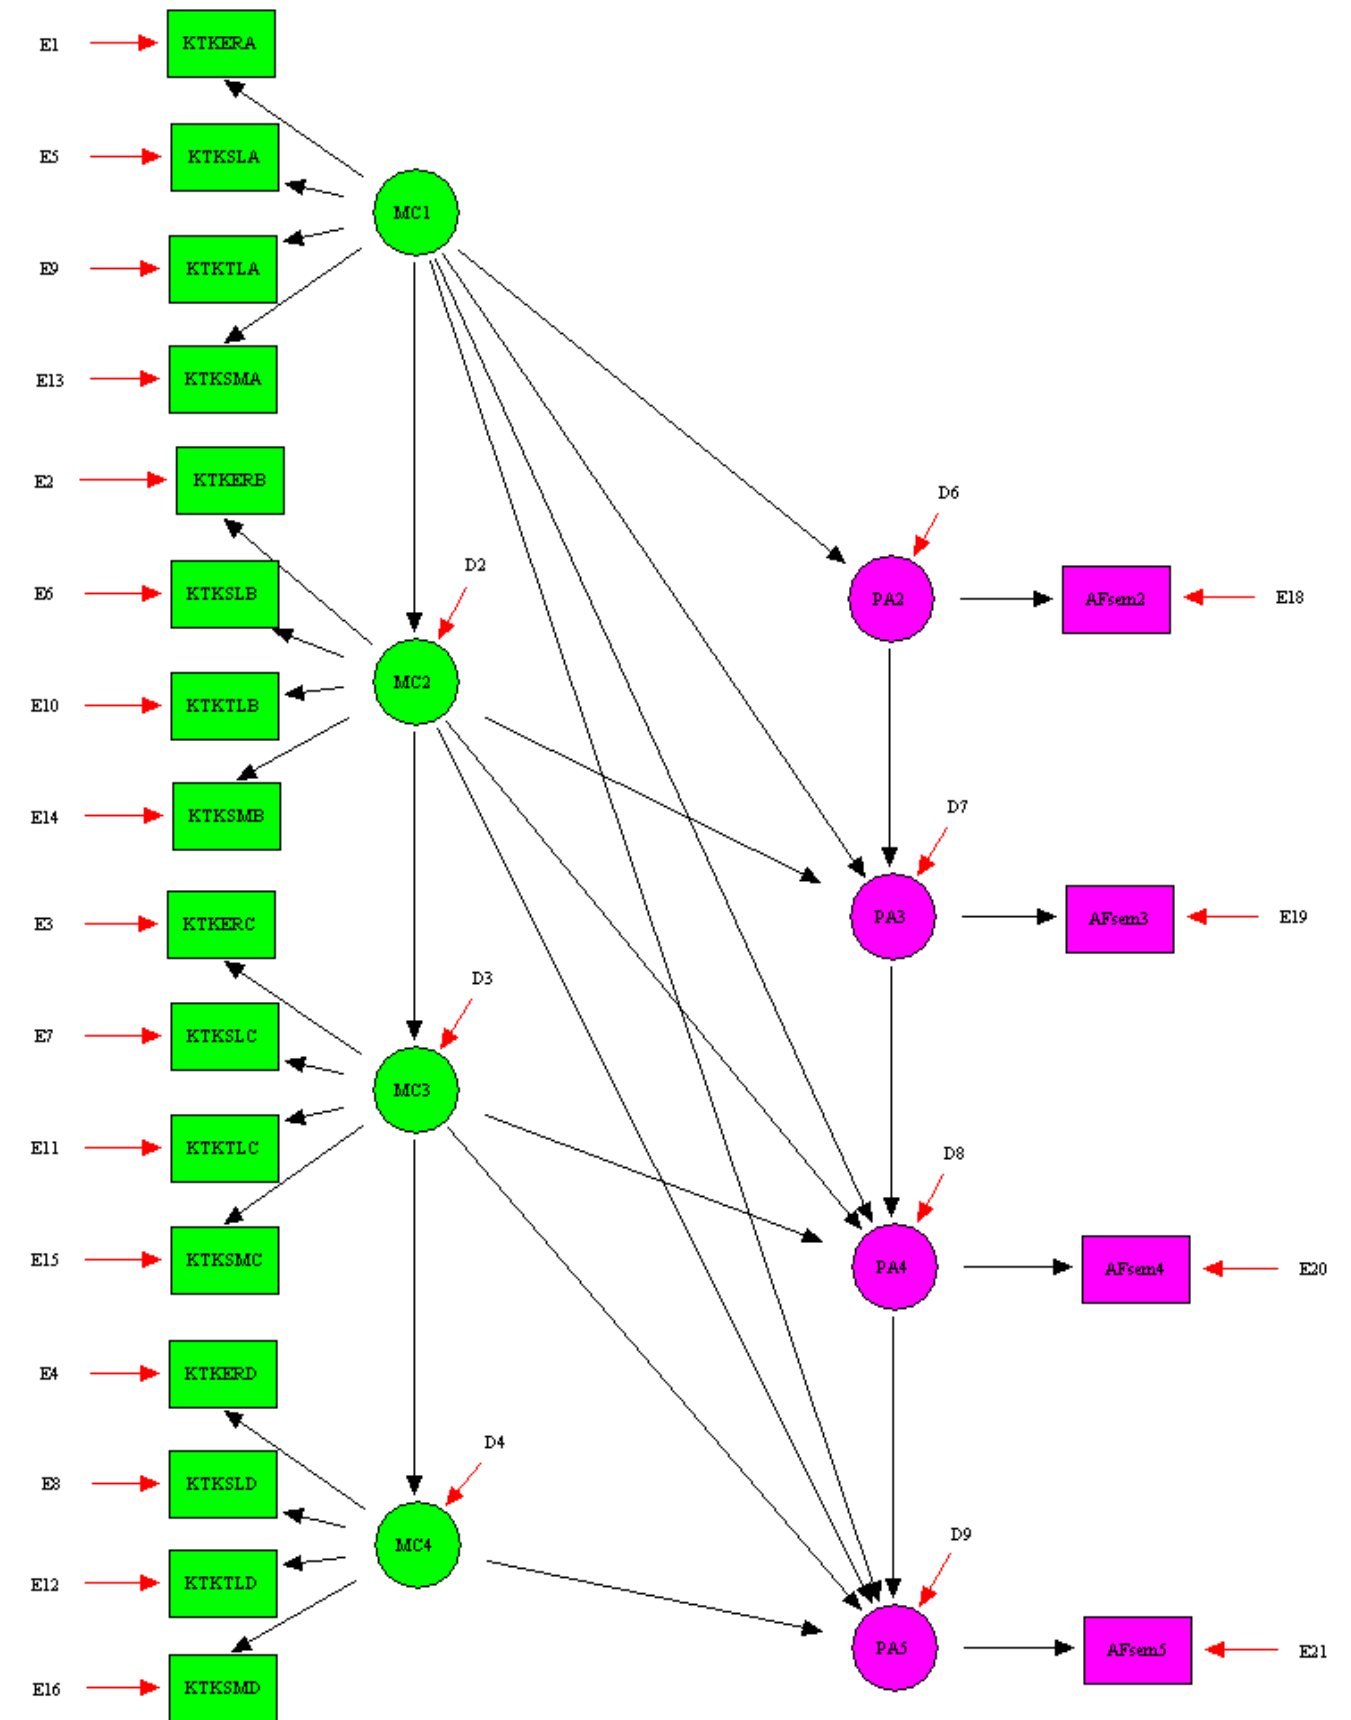 E1
KTKERA
E5
KTKSLA
MC1
E9
KTKTLA
E13
KTKSMA
E2
KTKERB
D6
D2
E6
KTKSLB
PA2
AFsem2
E18
MC2
E10
KTKTLB
D7
E14
KTKSMB
E3
KTKERC
PA3
AFsem3
E19
D3
E7
KTKSLC
MC3
E11
KTKTLC
D8
E15
KTKSMC
PA4
AFsem4
E20
E4
KTKERD
D4
E8
KTKSLD
D9
MC4
E12
KTKTLD
PA5
AFsem5
E21
E16
KTKSMD